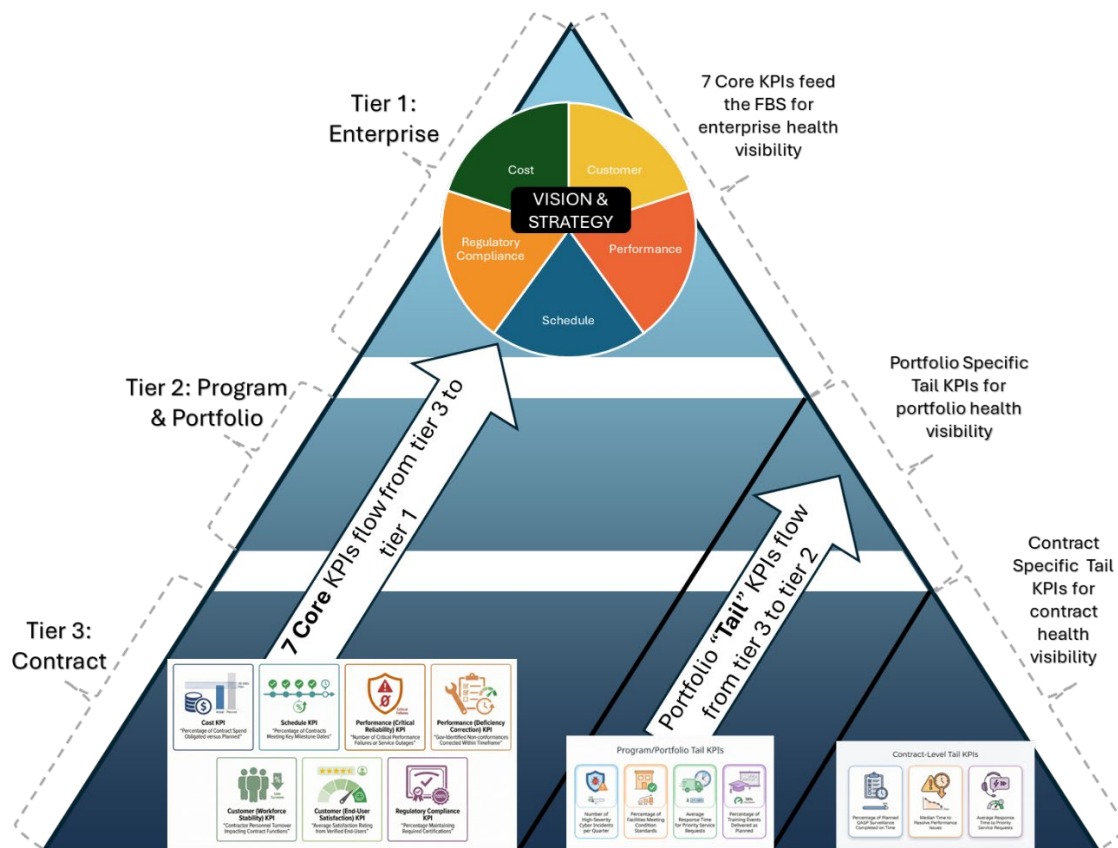 Tier 1:
Enterprise
7 Core KPIs feed
the FBS for
enterprise health
visibility
Cost
Customer
VISION &
STRATEGY
Regulatory
Compliance
Performance
Schedule
Tier 2: Program
& Portfolio
Portfolio Specific
Tail KPIs for
portfolio health
visibility
7 Core KPIs flow from tier 3 to
tier 1
Portfolio “Tail” KPIs flow
from tier 3 to tier 2
Tier 3:
Contract
Contract
Specific Tail
KPIs for
contract
health
visibility
Cost KPI
"Percentage of Contract Spend
Obligated versus Planned"
Schedule KPI
"Percentage of Contracts
Meeting Key Milestone Dates"
Critical
Failures
Performance (Critical
Reliability) KPI
"Number of Critical Performance
Failures or Service Outages"
Performance (Deficiency
Correction) KPI
"Gov-Identified Non-conformances
Corrected Within Timeframe"
Customer (Workforce
Stability) KPI
"Contractor Personnel Turnover
Impacting Contract Functions"
Customer (End-User
Satisfaction) KPI
"Average Satisfaction Rating
from Verified End-Users"
Regulatory Compliance
KPI
"Percentage Maintaining
Required Certifications"
Program/Portfolio Tail KPIs
Number of
High-Severity
Cyber Incidents
per Quarter
Percentage of
Facilities Meeting
Condition
Standards
Average
Response Time
for Priority Service
Requests
Percentage of
Training Events
Delivered as
Planned
Contract-Level Tail KPIs
Percentage of Planned
QASP Surveillance
Completed on Time
Median Time to
Resolve Performance
Issues
Average Response
Time to Priority
Service Requests